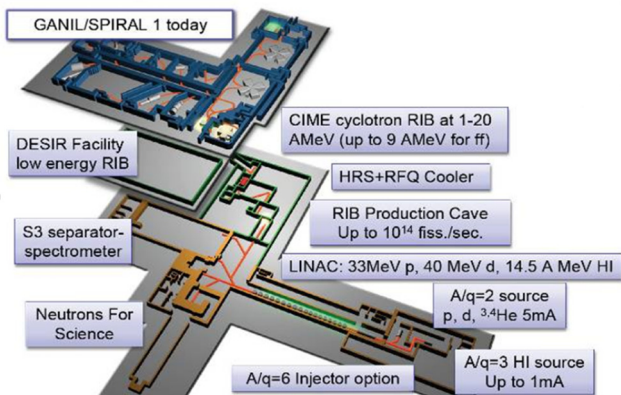 GANIL/SPIRAL 1 today
CIME cyclotron RIB at 1-20
AMeV (up to 9 AMeV for ff)
DESIR Facility
low energy RIB
HRS+RFQ Cooler
RIB Production Cave
Up to 10¹⁴ fiss./sec.
S3 separator-
spectrometer
LINAC: 33MeV p, 40 MeV d, 14.5 A MeV HI
A/q=2 source
p, d, ³,⁴He 5mA
Neutrons For
Science
A/q=3 HI source
Up to 1mA
A/q=6 Injector option